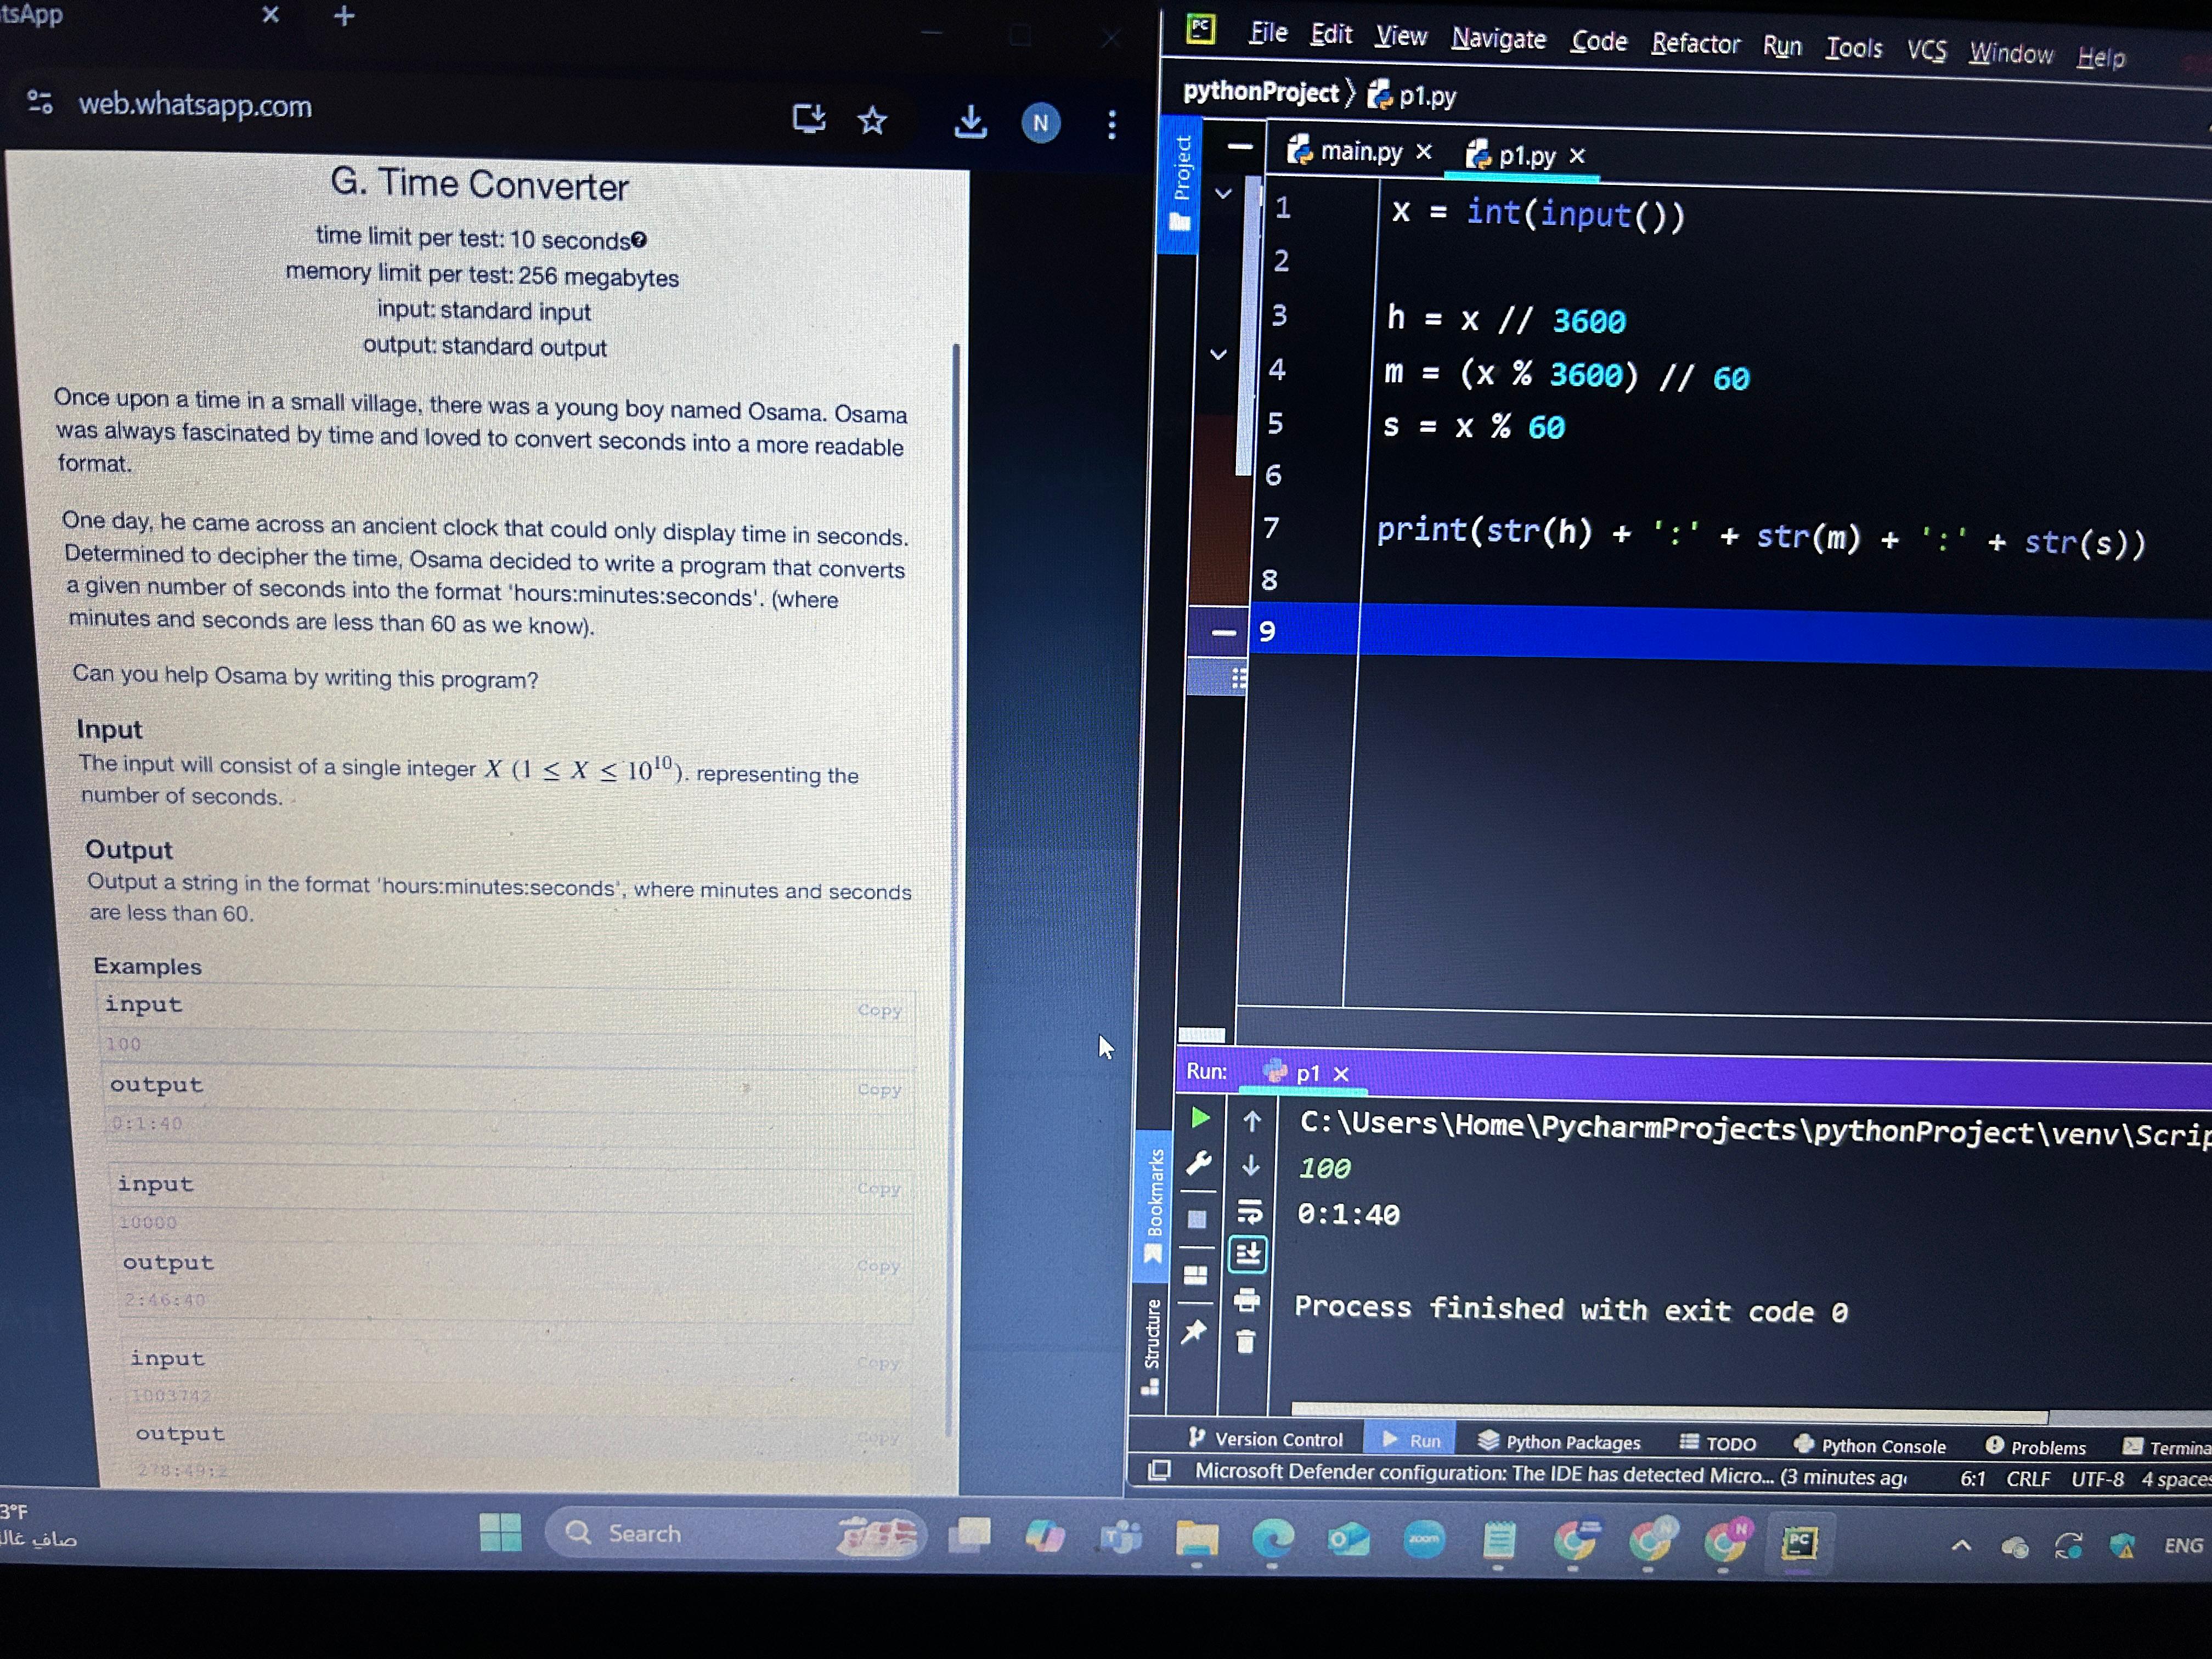 tsApp
web.whatsapp.com
N
G. Time Converter
time limit per test: 10 seconds
memory limit per test: 256 megabytes
input: standard input
output: standard output
Once upon a time in a small village, there was a young boy named Osama. Osama
was always fascinated by time and loved to convert seconds into a more readable
format.
One day, he came across an ancient clock that could only display time in seconds.
Determined to decipher the time, Osama decided to write a program that converts
a given number of seconds into the format 'hours:minutes:seconds'. (where
minutes and seconds are less than 60 as we know).
Can you help Osama by writing this program?
Input
The input will consist of a single integer X (1 ≤ X ≤ 10^10). representing the
number of seconds.
Output
Output a string in the format 'hours:minutes:seconds', where minutes and seconds
are less than 60.
Examples
input
Copy
100
output
Copy
0:1:40
input
Copy
10000
output
Copy
2:46:40
input
Copy
1003742
output
Copy
278:49:2
PC
File Edit View Navigate Code Refactor Run Tools VCS Window Help
pythonProject p1.py
Project
main.py p1.py
1 x = int(input())
2
3 h = x // 3600
4 m = (x % 3600) // 60
5 s = x % 60
6
7 print(str(h) + ':' + str(m) + ':' + str(s))
8
9
Run: p1
C:\Users\Home\PycharmProjects\pythonProject\venv\Scrip
100
0:1:40
Process finished with exit code 0
Bookmarks
Structure
Version Control Run Python Packages TODO Python Console Problems Termina
Microsoft Defender configuration: The IDE has detected Micro... (3 minutes ag 6:1 CRLF UTF-8 4 spaces
3°F
صافي غال
Search
zoom
PC
ENG